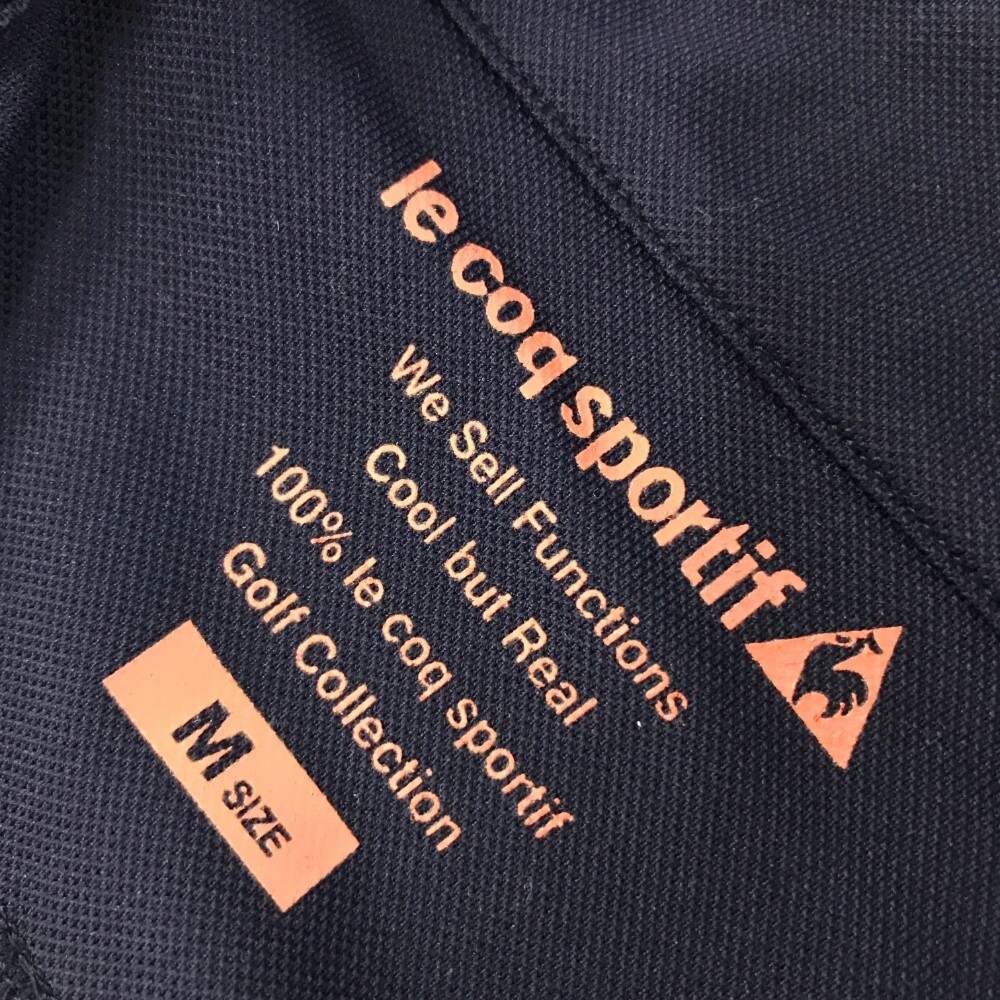 le coq sportif
We Sell Functions
Cool but Real
100% le coq sportif
Golf Collection
M SIZE